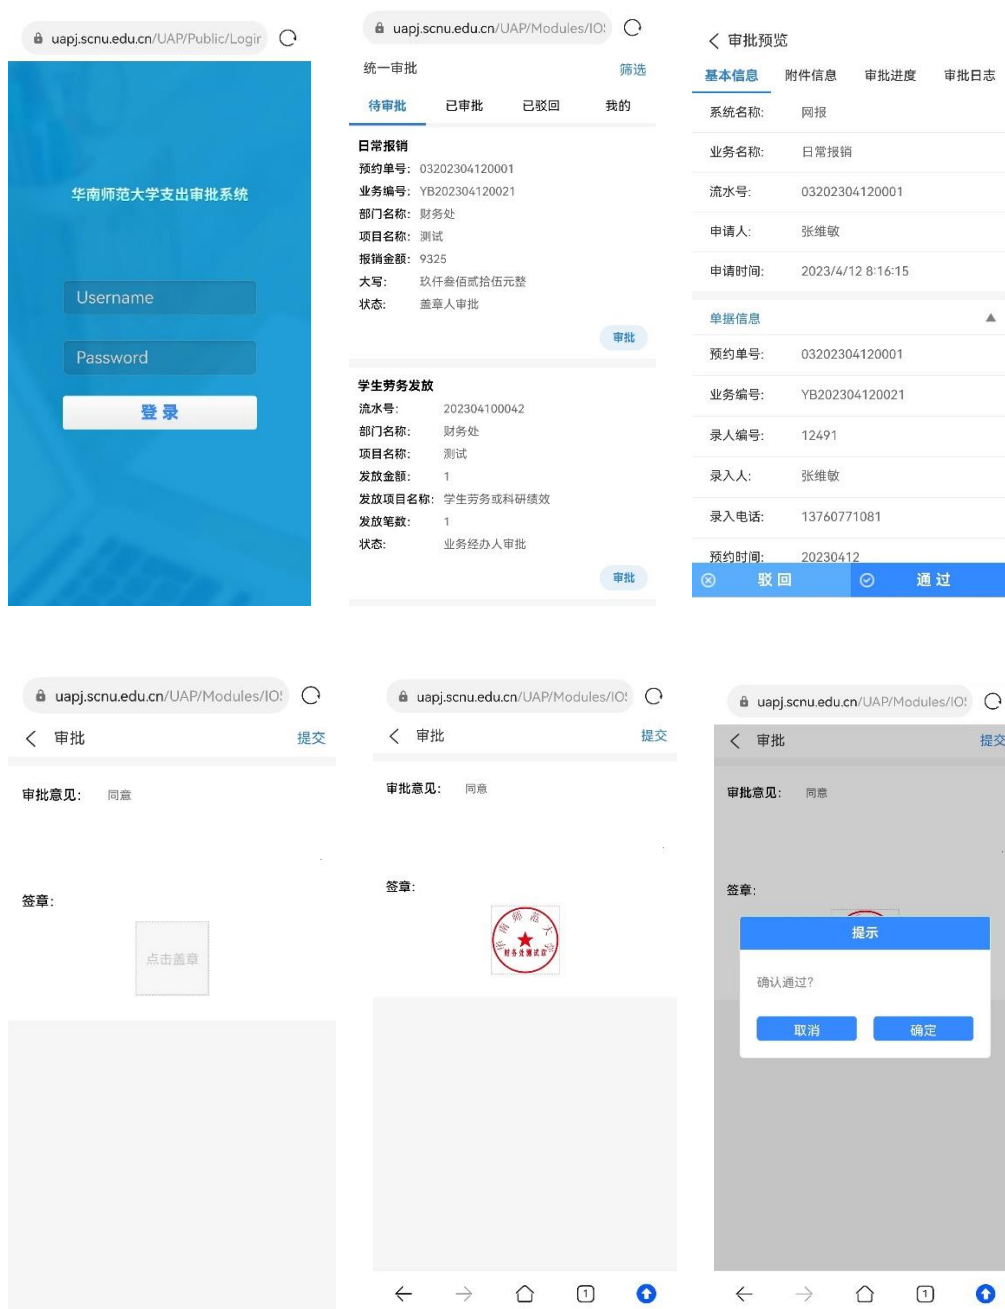 uapj.scnu.edu.cn/UAP/Public/Login
华南师范大学支出审批系统
Username
Password
登录
uapj.scnu.edu.cn/UAP/Modules/IOS
统一审批
筛选
待审批 已审批 已驳回 我的
日常报销
预约单号: 03202304120001
业务编号: YB202304120021
部门名称: 财务处
项目名称: 测试
报销金额: 9325
大写: 玖仟叁佰贰拾伍元整
状态: 盖章人审批
审批
学生劳务发放
流水号: 202304100042
部门名称: 财务处
项目名称: 测试
发放金额: 1
发放项目名称: 学生劳务或科研绩效
发放笔数: 1
状态: 业务经办人审批
审批
审批预览
基本信息 附件信息 审批进度 审批日志
系统名称: 网报
业务名称: 日常报销
流水号: 03202304120001
申请人: 张维敏
申请时间: 2023/4/12 8:16:15
单据信息
预约单号: 03202304120001
业务编号: YB202304120021
录人编号: 12491
录入人: 张维敏
录入电话: 13760771081
预约时间: 20230412
驳回 通过
uapj.scnu.edu.cn/UAP/Modules/IOS
审批 提交
审批意见: 同意
签章:
点击盖章
uapj.scnu.edu.cn/UAP/Modules/IOS
审批 提交
审批意见: 同意
签章:
华南师范大学
财务处测试章
1
uapj.scnu.edu.cn/UAP/Modules/IOS
审批 提交
审批意见: 同意
签章:
提示
确认通过?
取消 确定
1